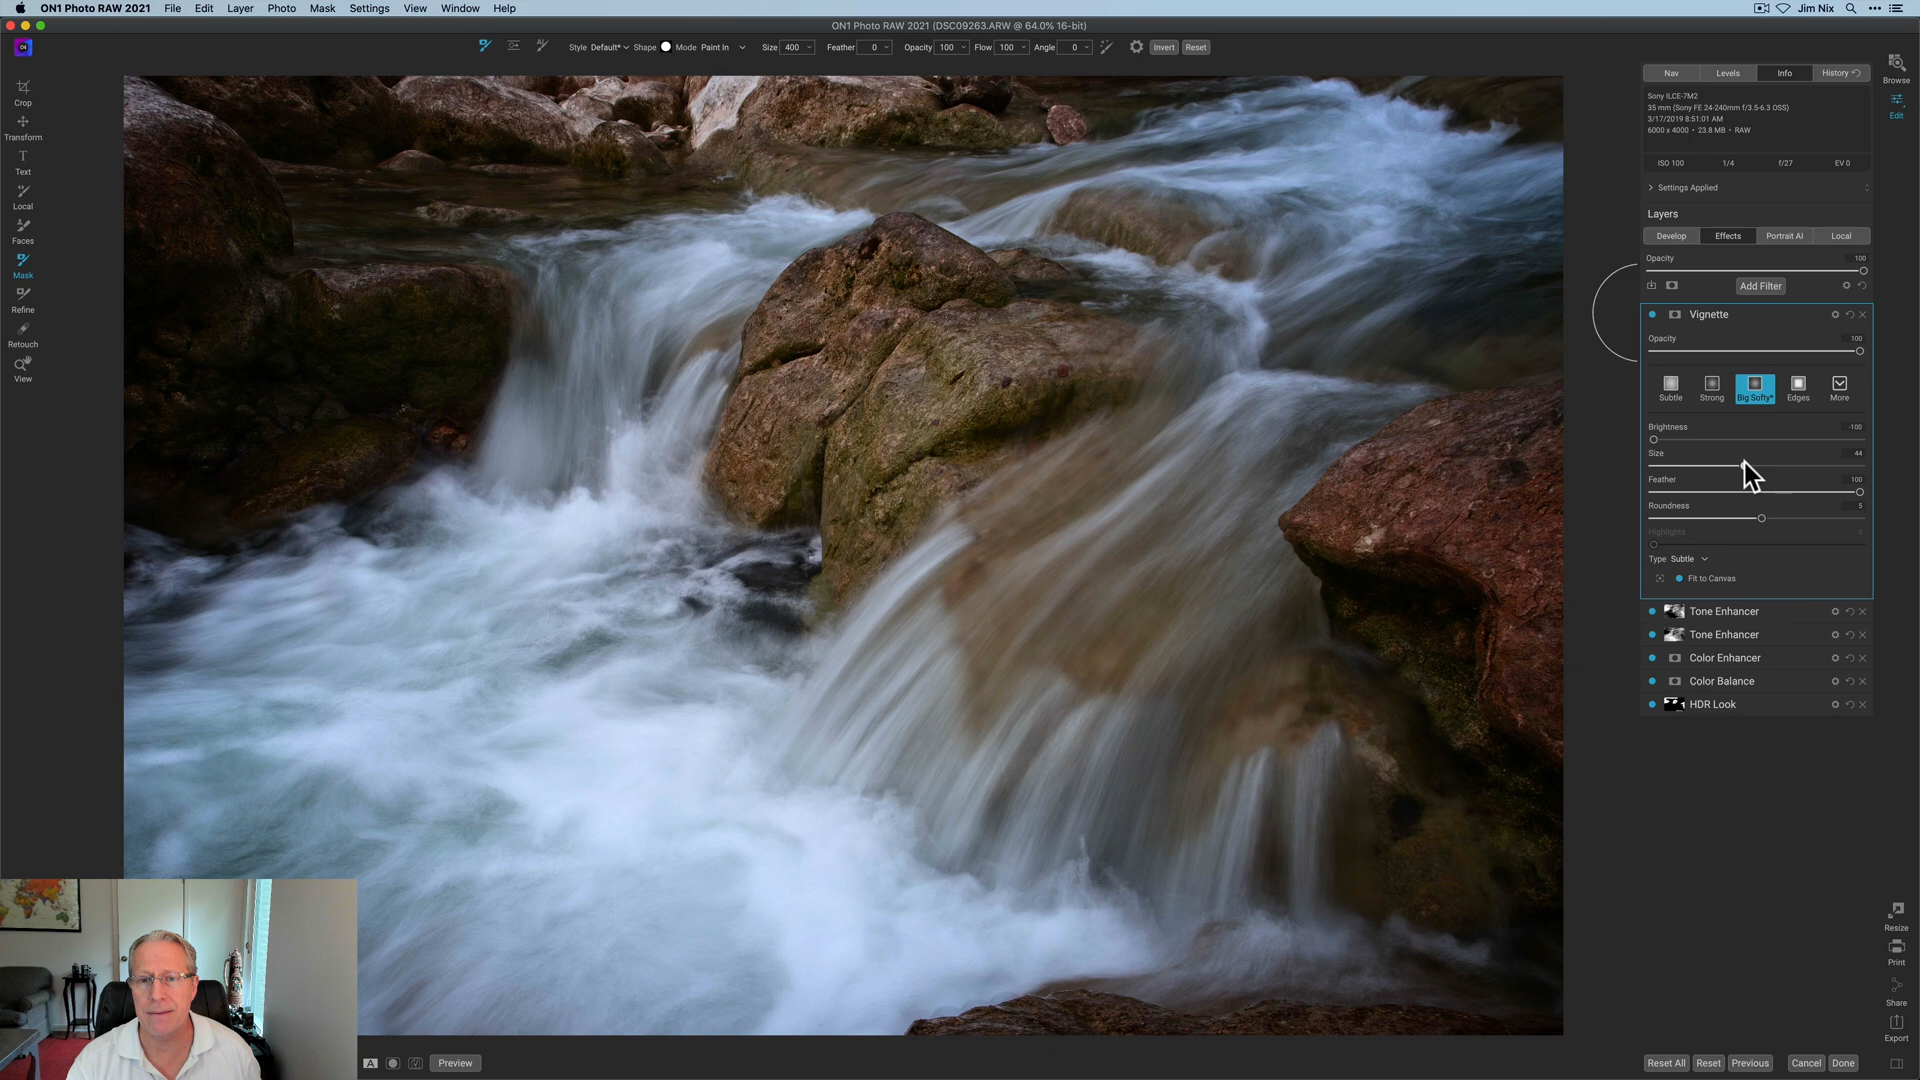 ON1 Photo RAW 2021 File Edit Layer Photo Mask Settings View Window Help Jim Nix
ON1 Photo RAW 2021 (DSC09263.ARW @ 64.0% 16-bit)
Style Default* Shape Mode Paint In Size 400 Feather 0 Opacity 100 Flow 100 Angle 0 Invert Reset
Crop
Transform
Text
Local
Faces
Mask
Refine
Retouch
View
Nav Levels Info History
Browse
Edit
Sony ILCE-7M2
35 mm (Sony FE 24-240mm f/3.5-6.3 OSS)
3/17/2019 8:51:01 AM
6000 x 4000 • 23.8 MB • RAW
ISO 100 1/4 f/27 EV 0
Settings Applied
Layers
Develop Effects Portrait AI Local
Opacity 100
Add Filter
Vignette
Opacity 100
Subtle Strong Big Softy* Edges More
Brightness -100
Size 44
Feather 100
Roundness 5
Highlights 0
Type Subtle
Fit to Canvas
Tone Enhancer
Tone Enhancer
Color Enhancer
Color Balance
HDR Look
Resize
Print
Share
Export
A Preview
Reset All Reset Previous Cancel Done